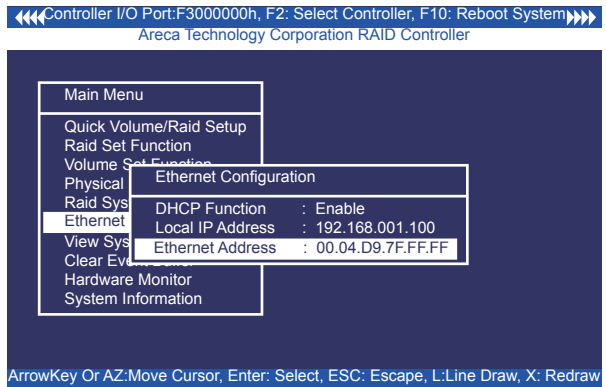 Controller I/O Port:F3000000h, F2: Select Controller, F10: Reboot System
Areca Technology Corporation RAID Controller
Main Menu
Quick Volume/Raid Setup
Raid Set Function
Volume Set Function
Physical
Raid Sys
Ethernet
View Sys
Clear Event Buffer
Hardware Monitor
System Information
Ethernet Configuration
DHCP Function : Enable
Local IP Address : 192.168.001.100
Ethernet Address : 00.04.D9.7F.FF.FF
ArrowKey Or AZ:Move Cursor, Enter: Select, ESC: Escape, L:Line Draw, X: Redraw